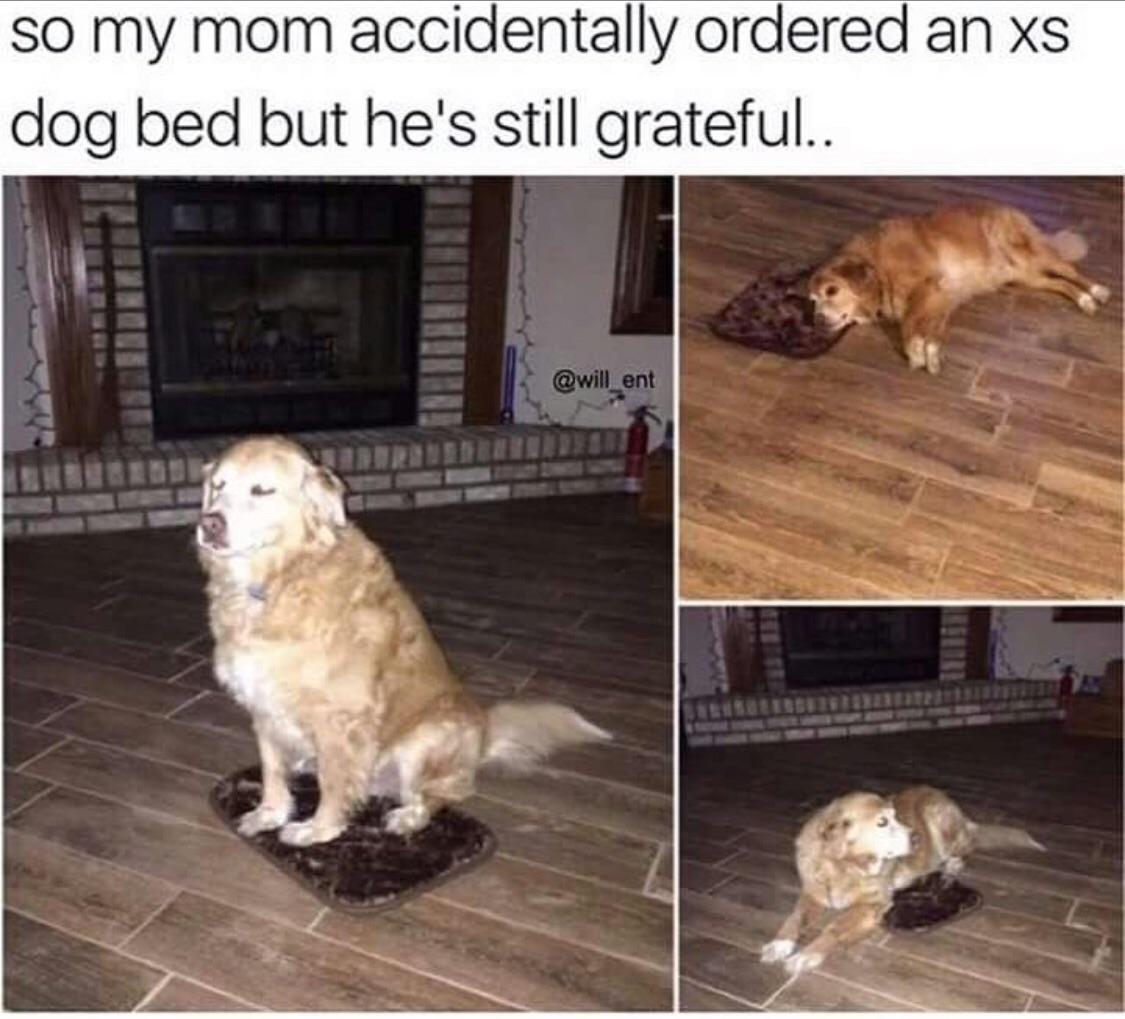 so my mom accidentally ordered an xs
dog bed but he's still grateful..
@will_ent